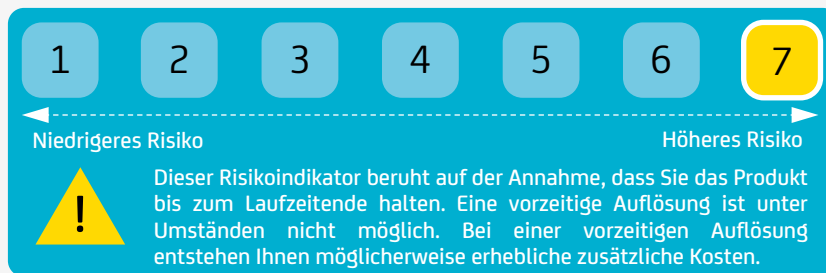 1 2 3 4 5 6 7
Niedrigeres Risiko Höheres Risiko
! Dieser Risikoindikator beruht auf der Annahme, dass Sie das Produkt
bis zum Laufzeitende halten. Eine vorzeitige Auflösung ist unter
Umständen nicht möglich. Bei einer vorzeitigen Auflösung
entstehen Ihnen möglicherweise erhebliche zusätzliche Kosten.